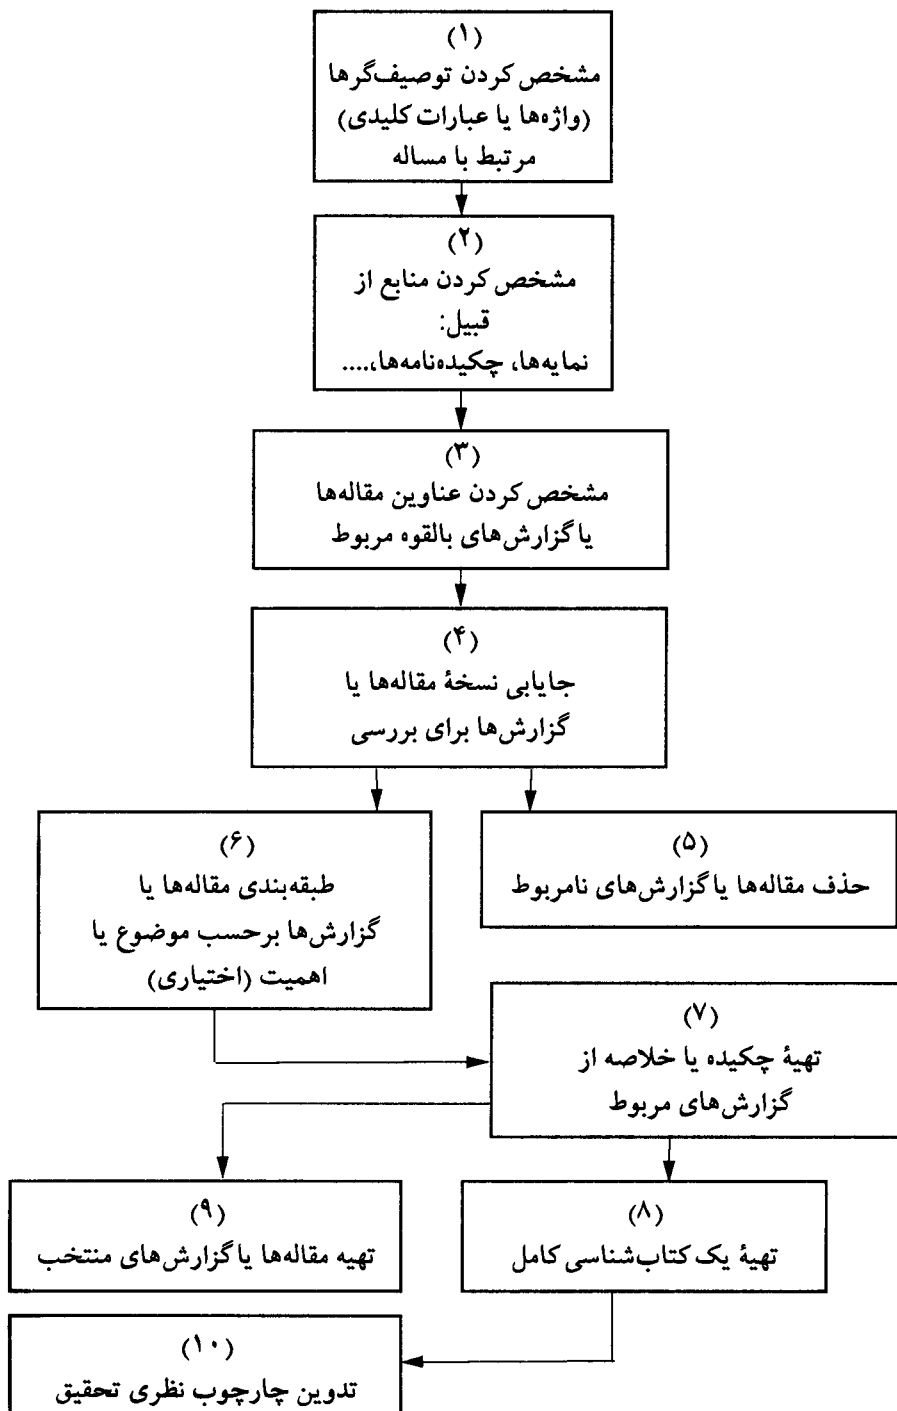 (۱)
مشخص کردن توصیف‌گرها
(واژه‌ها یا عبارات کلیدی)
مرتبط با مساله
(۲)
مشخص کردن منابع از
قبیل:
نمایه‌ها، چکیده‌نامه‌ها،....
(۳)
مشخص کردن عناوین مقاله‌ها
یا گزارش‌های بالقوه مربوط
(۴)
جایابی نسخهٔ مقاله‌ها یا
گزارش‌ها برای بررسی
(۵)
حذف مقاله‌ها یا گزارش‌های نامربوط
(۶)
طبقه‌بندی مقاله‌ها یا
گزارش‌ها برحسب موضوع یا
اهمیت (اختیاری)
(۷)
تهیهٔ چکیده یا خلاصه از
گزارش‌های مربوط
(۸)
تهیهٔ یک کتاب‌شناسی کامل
(۹)
تهیه مقاله‌ها یا گزارش‌های منتخب
(۱۰)
تدوین چارچوب نظری تحقیق